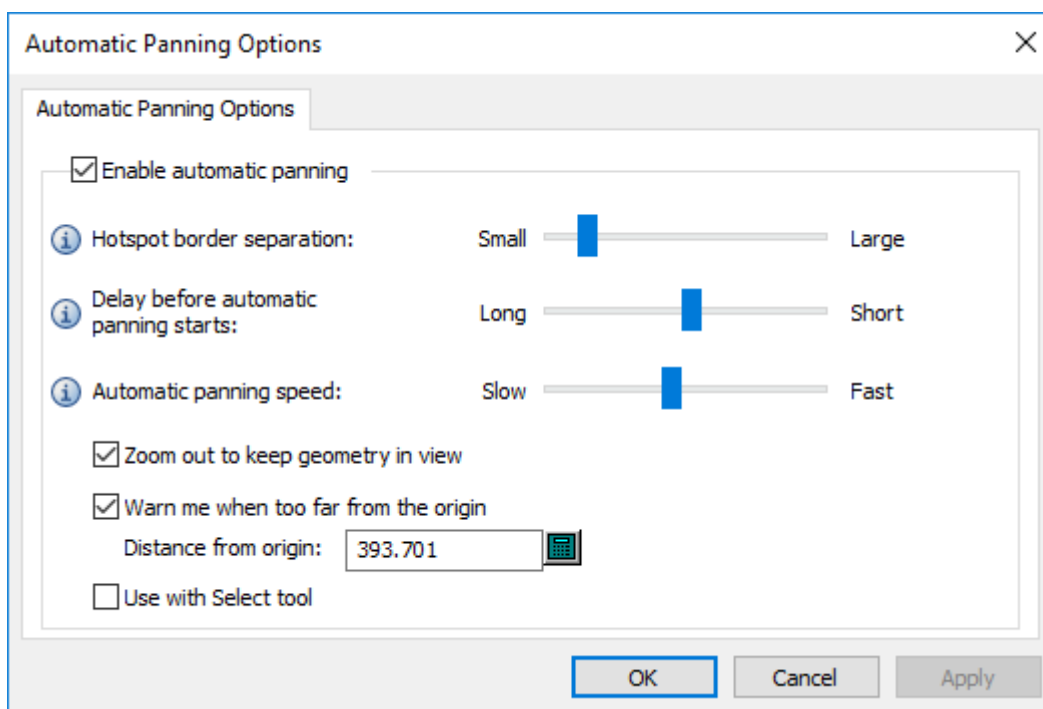 Automatic Panning Options
Automatic Panning Options
Enable automatic panning
Hotspot border separation: Small Large
Delay before automatic
panning starts: Long Short
Automatic panning speed: Slow Fast
Zoom out to keep geometry in view
Warn me when too far from the origin
Distance from origin: 393.701
Use with Select tool
OK Cancel Apply